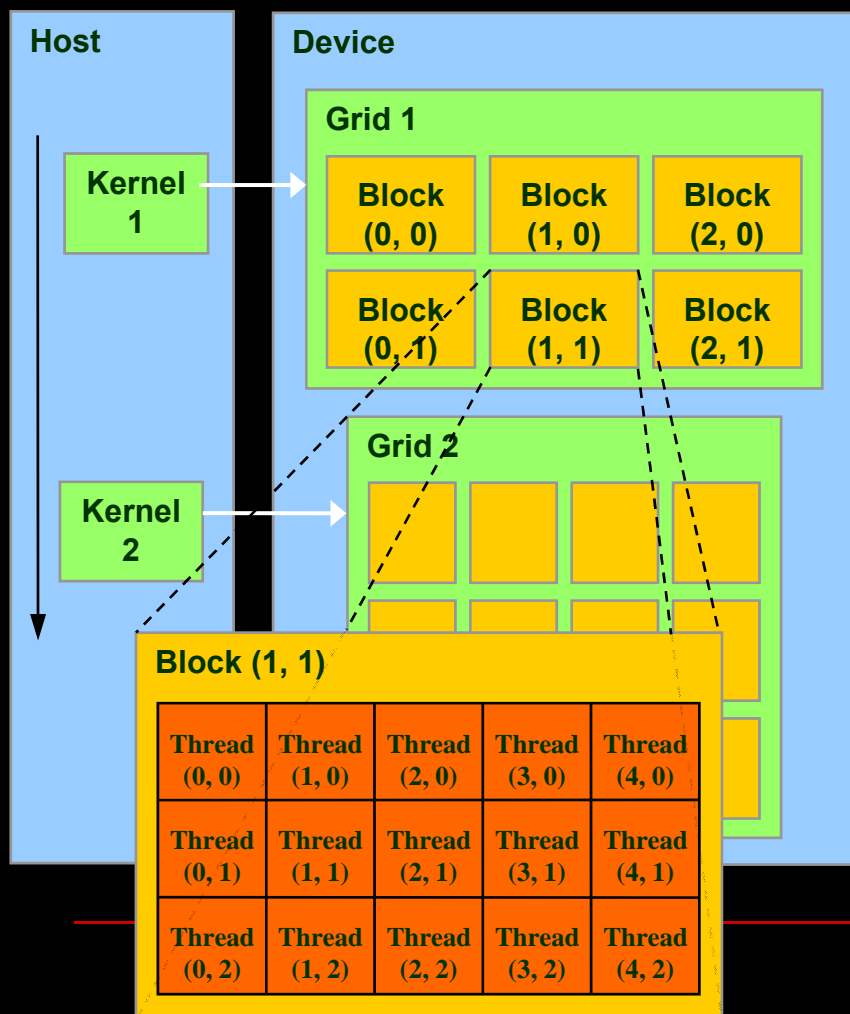 Host
Device
Grid 1
Kernel
1
Block
(0, 0)
Block
(1, 0)
Block
(2, 0)
Block
(0, 1)
Block
(1, 1)
Block
(2, 1)
Grid 2
Kernel
2
Block (1, 1)
Thread
(0, 0)
Thread
(1, 0)
Thread
(2, 0)
Thread
(3, 0)
Thread
(4, 0)
Thread
(0, 1)
Thread
(1, 1)
Thread
(2, 1)
Thread
(3, 1)
Thread
(4, 1)
Thread
(0, 2)
Thread
(1, 2)
Thread
(2, 2)
Thread
(3, 2)
Thread
(4, 2)